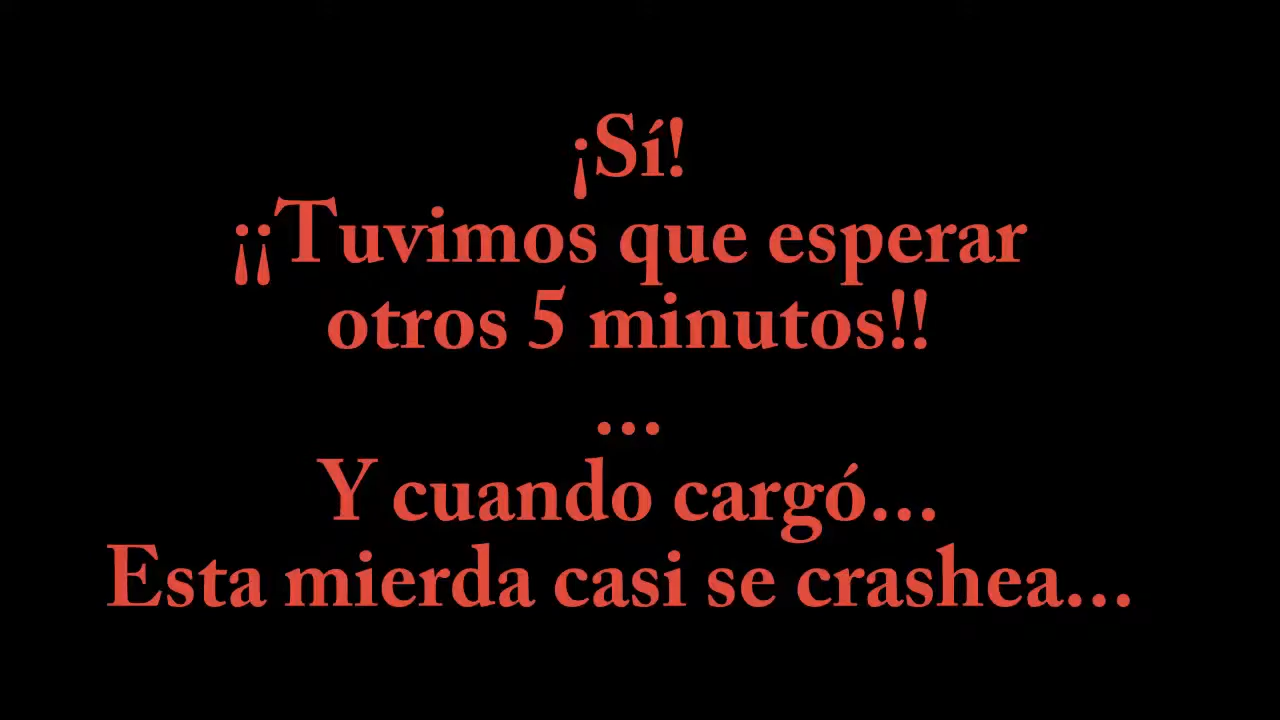 ¡Sí!
¡¡Tuvimos que esperar
otros 5 minutos!!
...
Y cuando cargó...
Esta mierda casi se crashea...